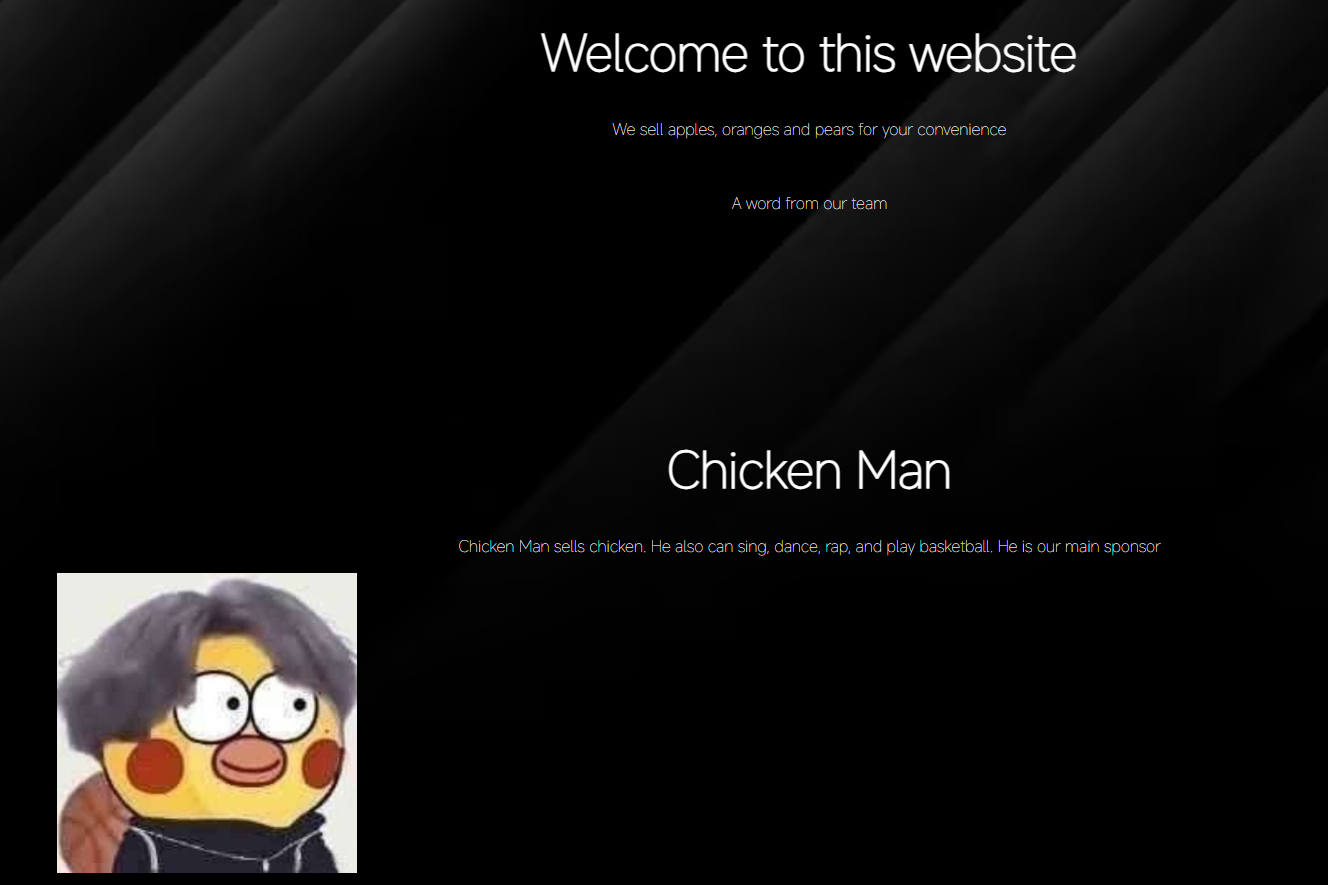 Welcome to this website
We sell apples, oranges and pears for your convenience
A word from our team
Chicken Man
Chicken Man sells chicken. He also can sing, dance, rap, and play basketball. He is our main sponsor